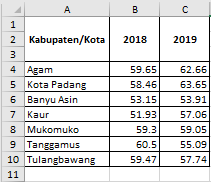 A B C
1
2 Kabupaten/Kota 2018 2019
3
4 Agam 59.65 62.66
5 Kota Padang 58.46 63.65
6 Banyu Asin 53.15 53.91
7 Kaur 51.93 57.06
8 Mukomuko 59.3 59.05
9 Tanggamus 60.5 55.09
10 Tulangbawang 59.47 57.74
11